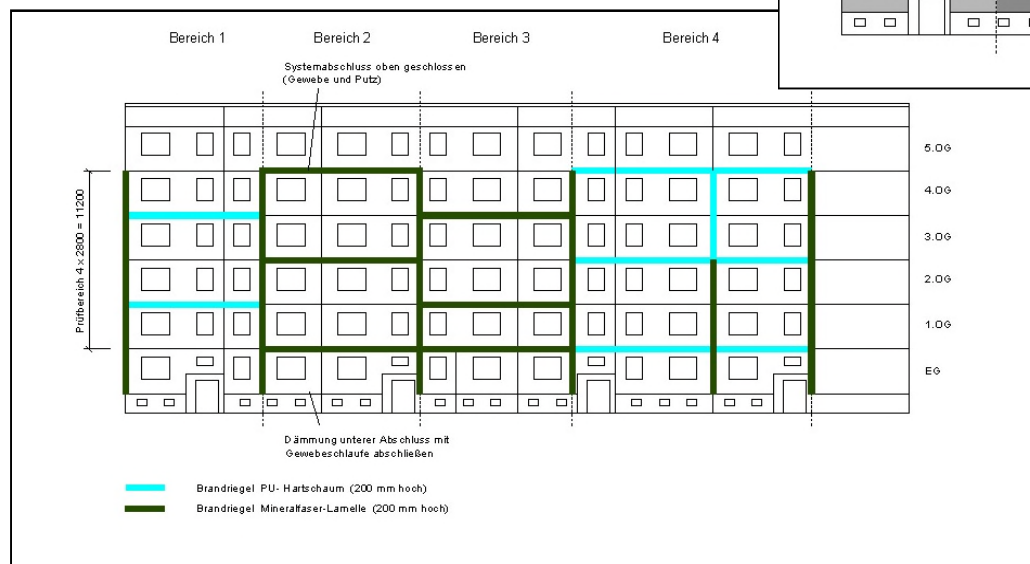 Bereich 1
Bereich 2
Bereich 3
Bereich 4
Systemabschluss oben geschlossen
(Gewebe und Putz)
5.OG
4.OG
3.OG
2.OG
1.OG
EG
Prüfbereich 4 x 2800 = 11200
Dämmung unterer Abschluss mit
Gewebeschlaufe abschließen
Brandriegel PU- Hartschaum (200 mm hoch)
Brandriegel Mineralfaser-Lamelle (200 mm hoch)